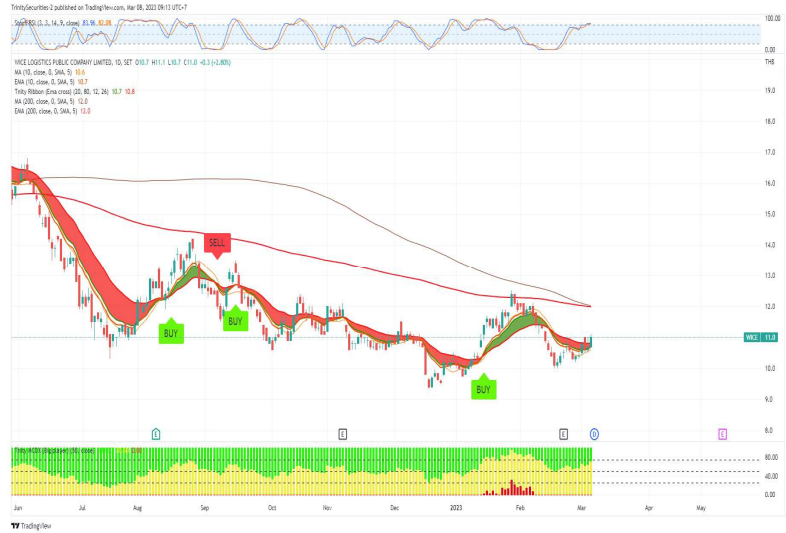 TrinitySecurities-2 published on TradingView.com, Mar 08, 2023 09:13 UTC+7
Stoch RSI (3, 3, 14, 9, close) 83.96 82.08
100.00
0.00
WICE LOGISTICS PUBLIC COMPANY LIMITED, 1D, SET O10.7 H11.1 L10.7 C11.0 +0.3 (+2.80%)
THB
MA (10, close, 0, SMA, 5) 10.6
EMA (10, close, 0, SMA, 5) 10.7
Tinity Ribbon (Ema cross) (20, 80, 12, 26) 10.7 10.8
MA (200, close, 0, SMA, 5) 12.0
EMA (200, close, 0, SMA, 5) 12.0
19.0
18.0
17.0
16.0
15.0
14.0
13.0
12.0
WICE 11.0
10.0
9.0
8.0
SELL
BUY
BUY
BUY
E
E
E
D
E
(Big player) (50, close)
0.00
80.00
40.00
0.00
Jun Jul Aug Sep Oct Nov Dec 2023 Feb Mar Apr May
TradingView